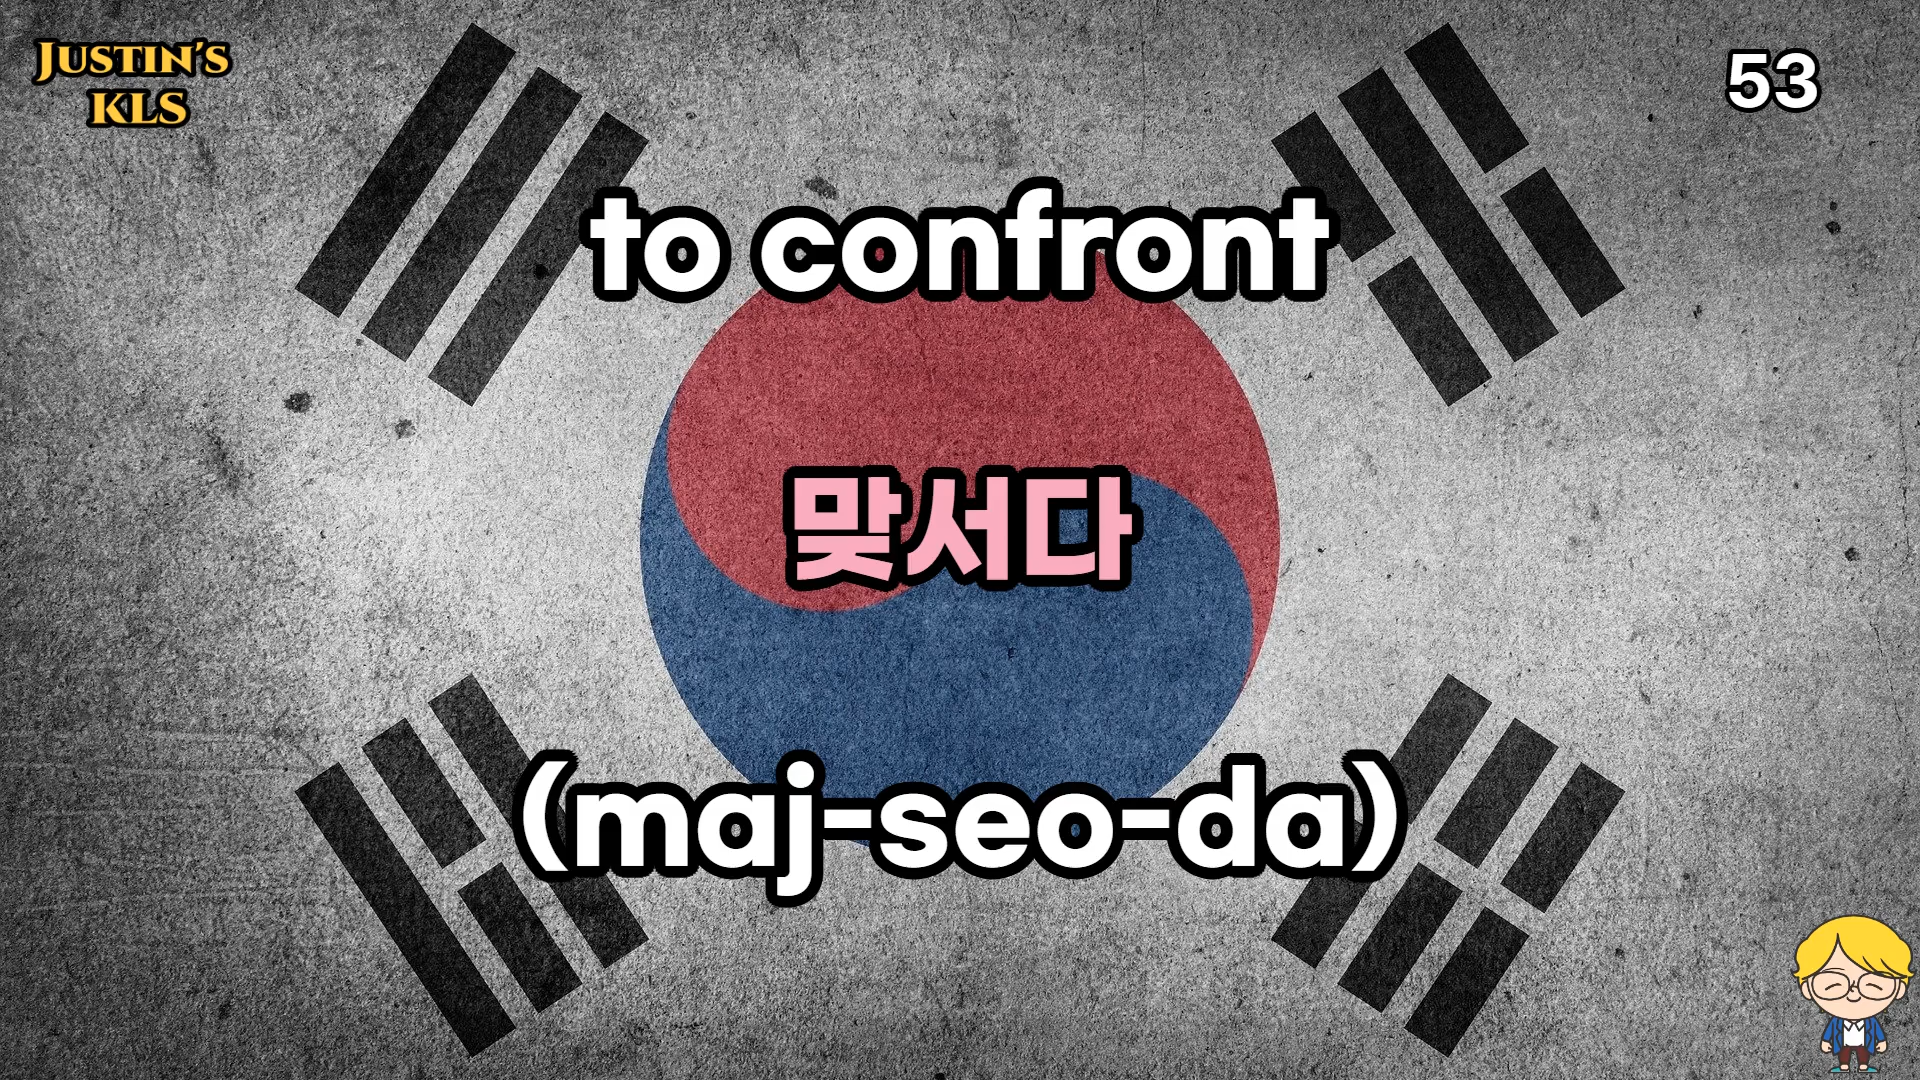 JUSTIN'S
KLS
53
to confront
맞서다
(maj-seo-da)